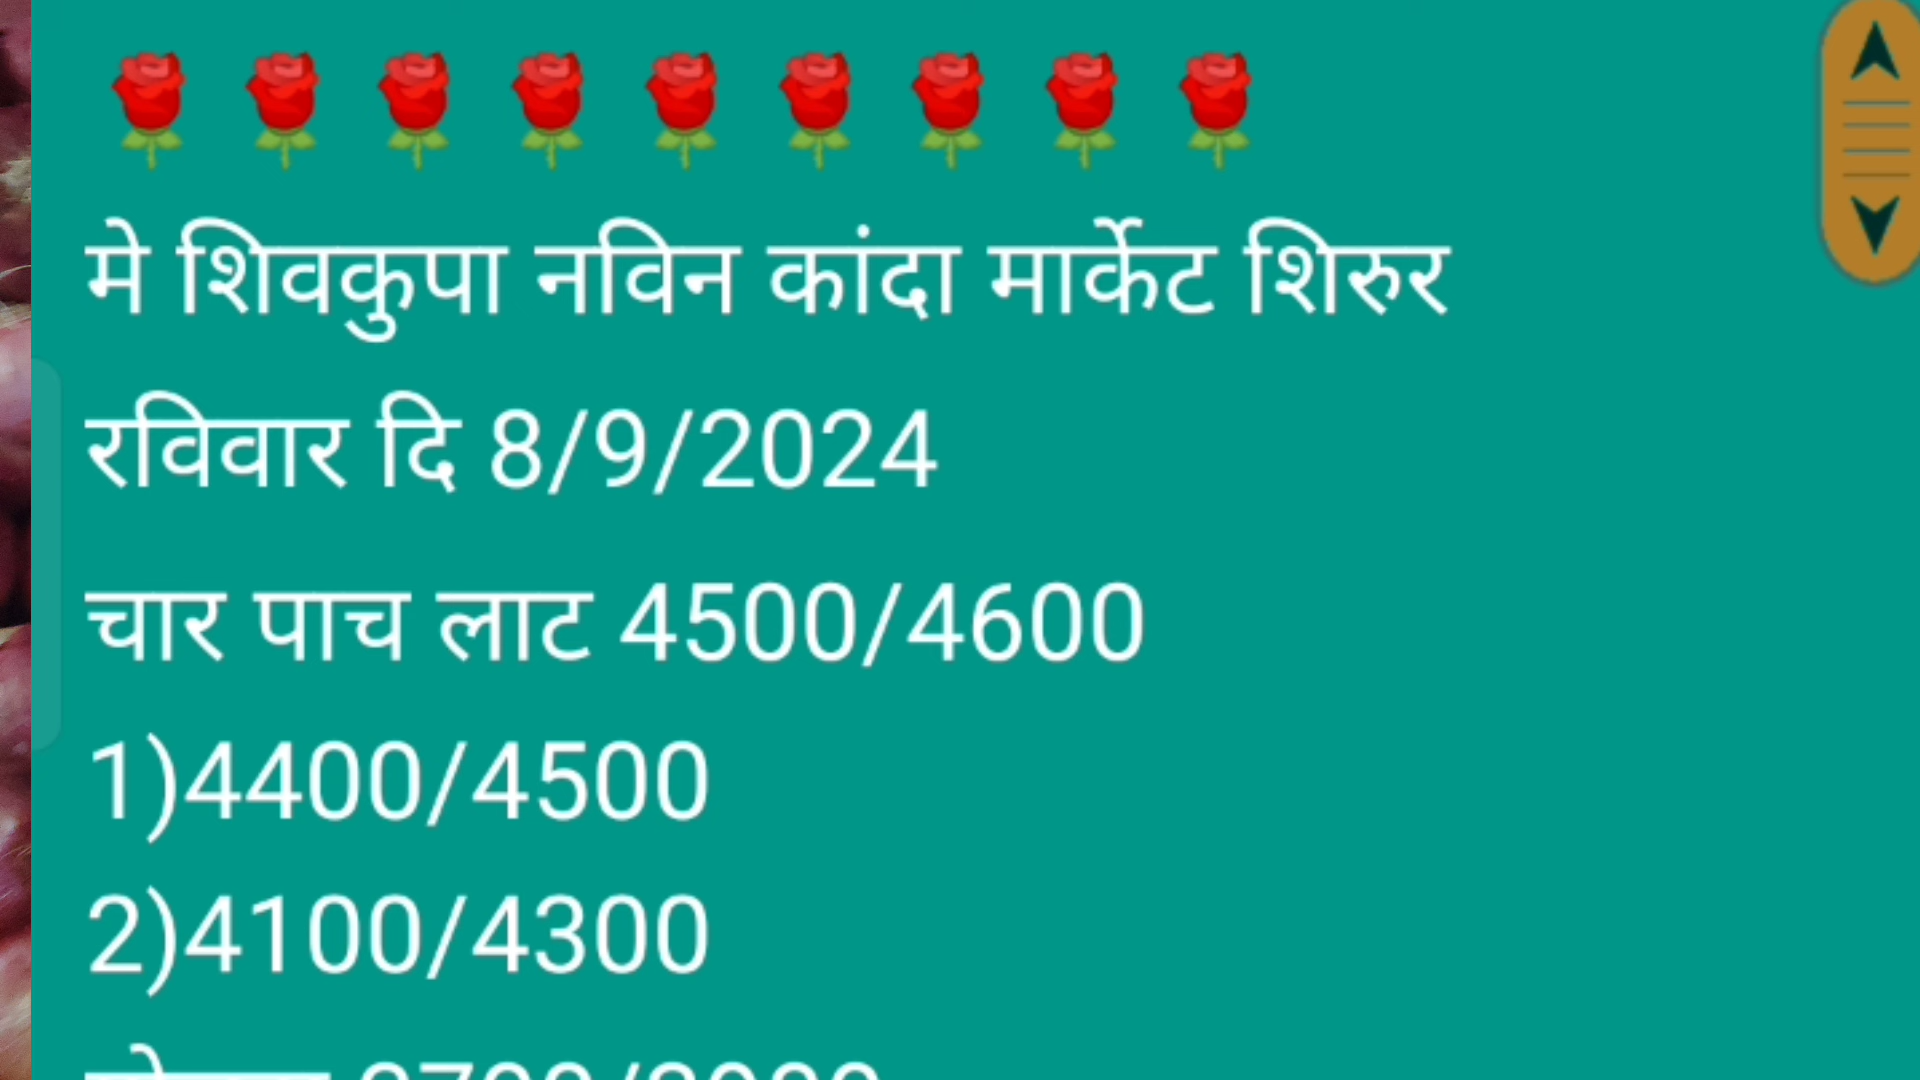 🌹🌹🌹🌹🌹🌹🌹🌹🌹
मे शिवकुपा नविन कांदा मार्केट शिरुर
रविवार दि 8/9/2024
चार पाच लाट 4500/4600
1)4400/4500
2)4100/4300